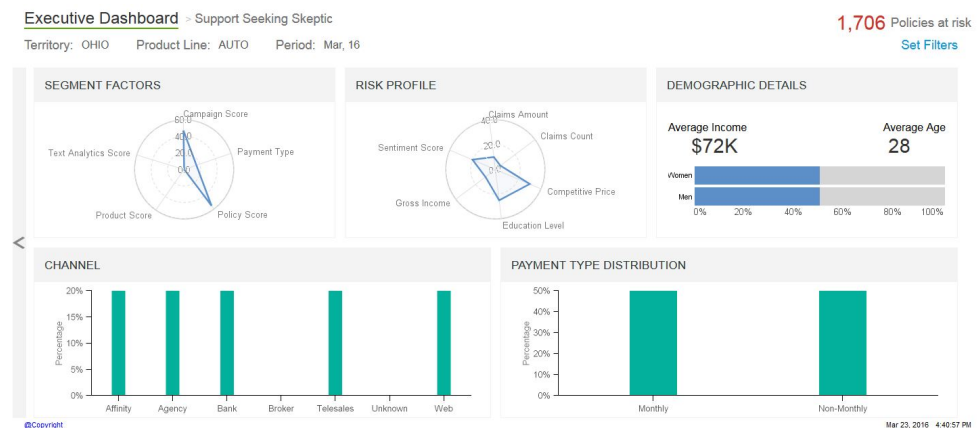 Executive Dashboard > Support Seeking Skeptic
1,706 Policies at risk
Territory: OHIO Product Line: AUTO Period: Mar, 16
Set Filters
SEGMENT FACTORS
Campaign Score
60.0
40.0
20.0
0.0
Text Analytics Score
Payment Type
Product Score
Policy Score
RISK PROFILE
Claims Amount
40.0
Claims Count
20.0
Sentiment Score
0.0
Competitive Price
Gross Income
Education Level
DEMOGRAPHIC DETAILS
Average Income Average Age
$72K 28
Women
Men
0% 20% 40% 60% 80% 100%
<
CHANNEL
20%
15%
10%
5%
0%
Percentage
Affinity Agency Bank Broker Telesales Unknown Web
PAYMENT TYPE DISTRIBUTION
50%
40%
30%
20%
10%
0%
Percentage
Monthly Non-Monthly
@Copyright
Mar 23, 2016 4:40:57 PM